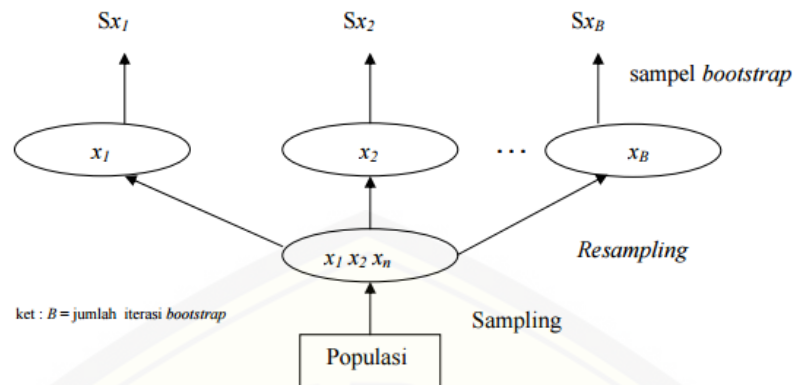 Sx1 Sx2 SxB
sampel bootstrap
x1 x2 ... xB
Resampling
x1 x2 xn
ket : B = jumlah iterasi bootstrap
Sampling
Populasi